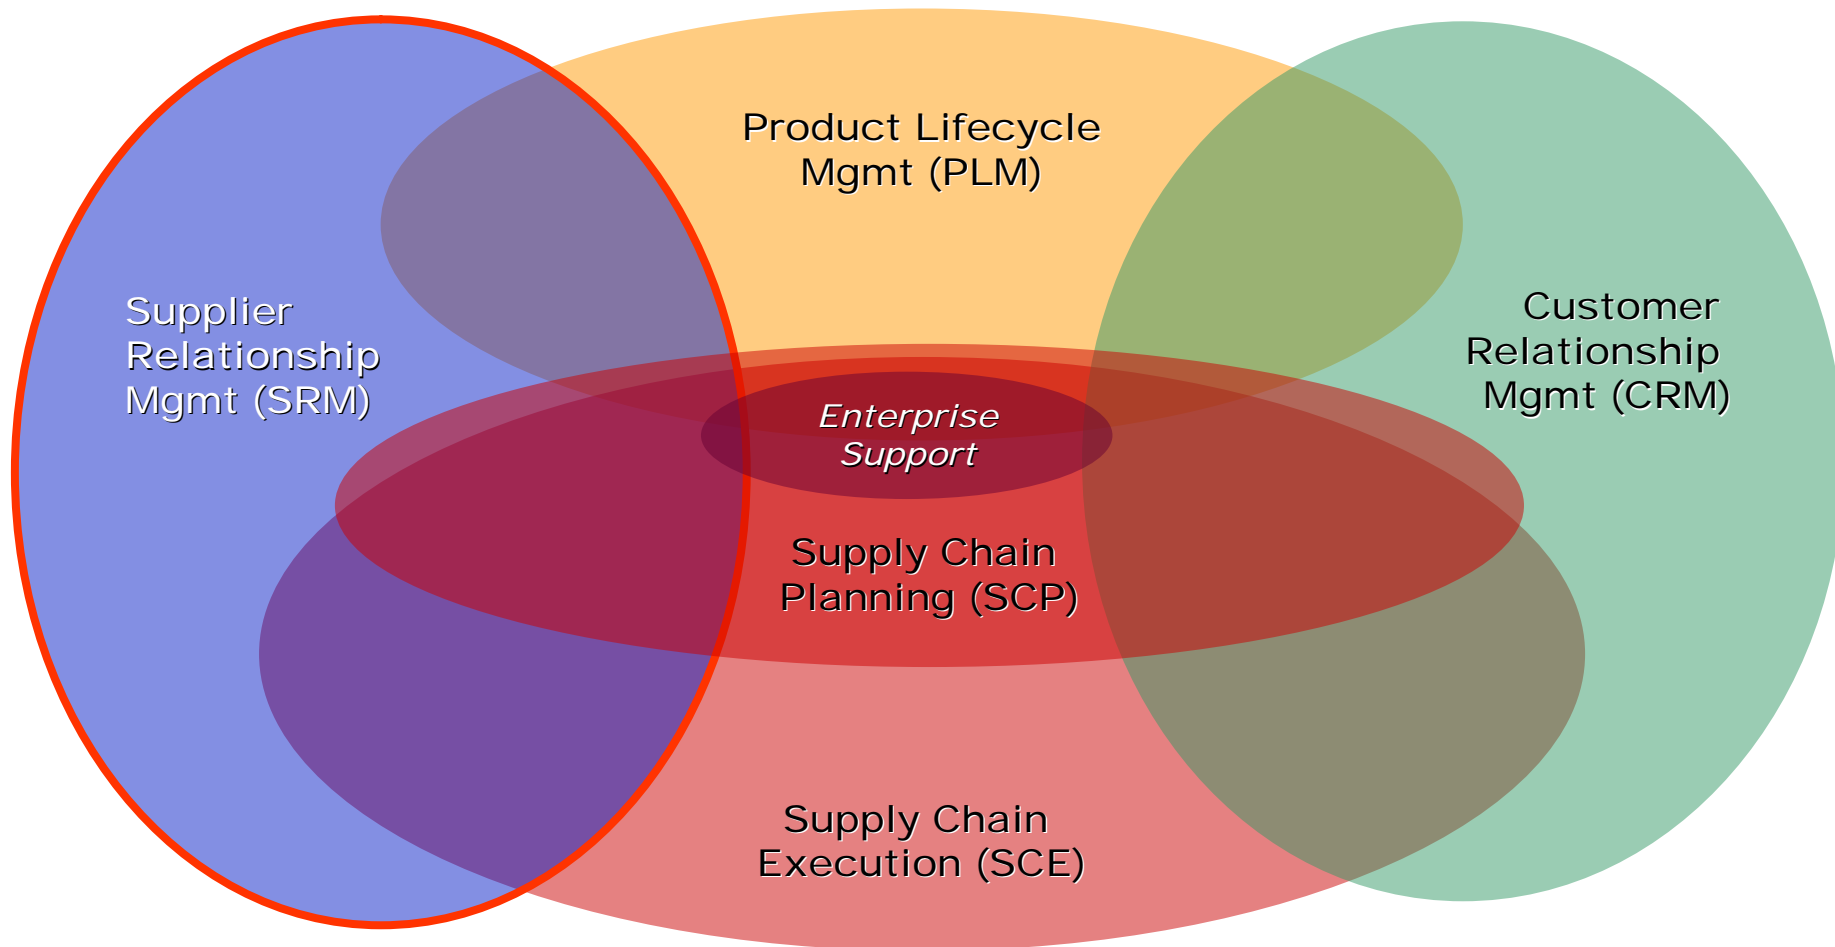 Product Lifecycle
Mgmt (PLM)
Supplier
Relationship
Mgmt (SRM)
Customer
Relationship
Mgmt (CRM)
Enterprise
Support
Supply Chain
Planning (SCP)
Supply Chain
Execution (SCE)